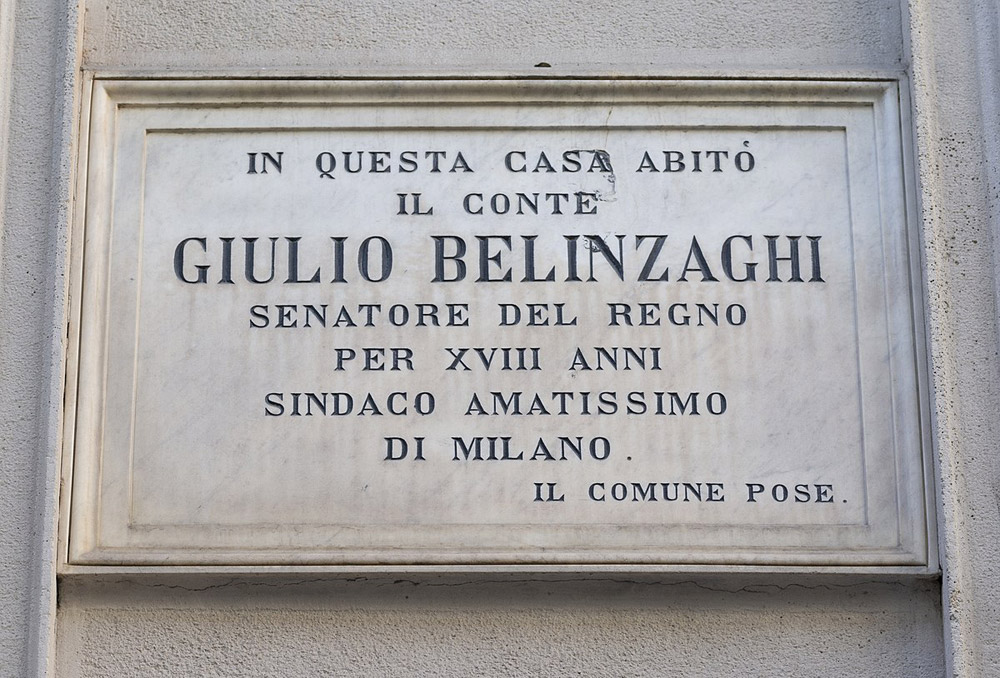 IN QUESTA CASA ABITÒ
IL CONTE
GIULIO BELINZAGHI
SENATORE DEL REGNO
PER XVIII ANNI
SINDACO AMATISSIMO
DI MILANO.
IL COMUNE POSE.